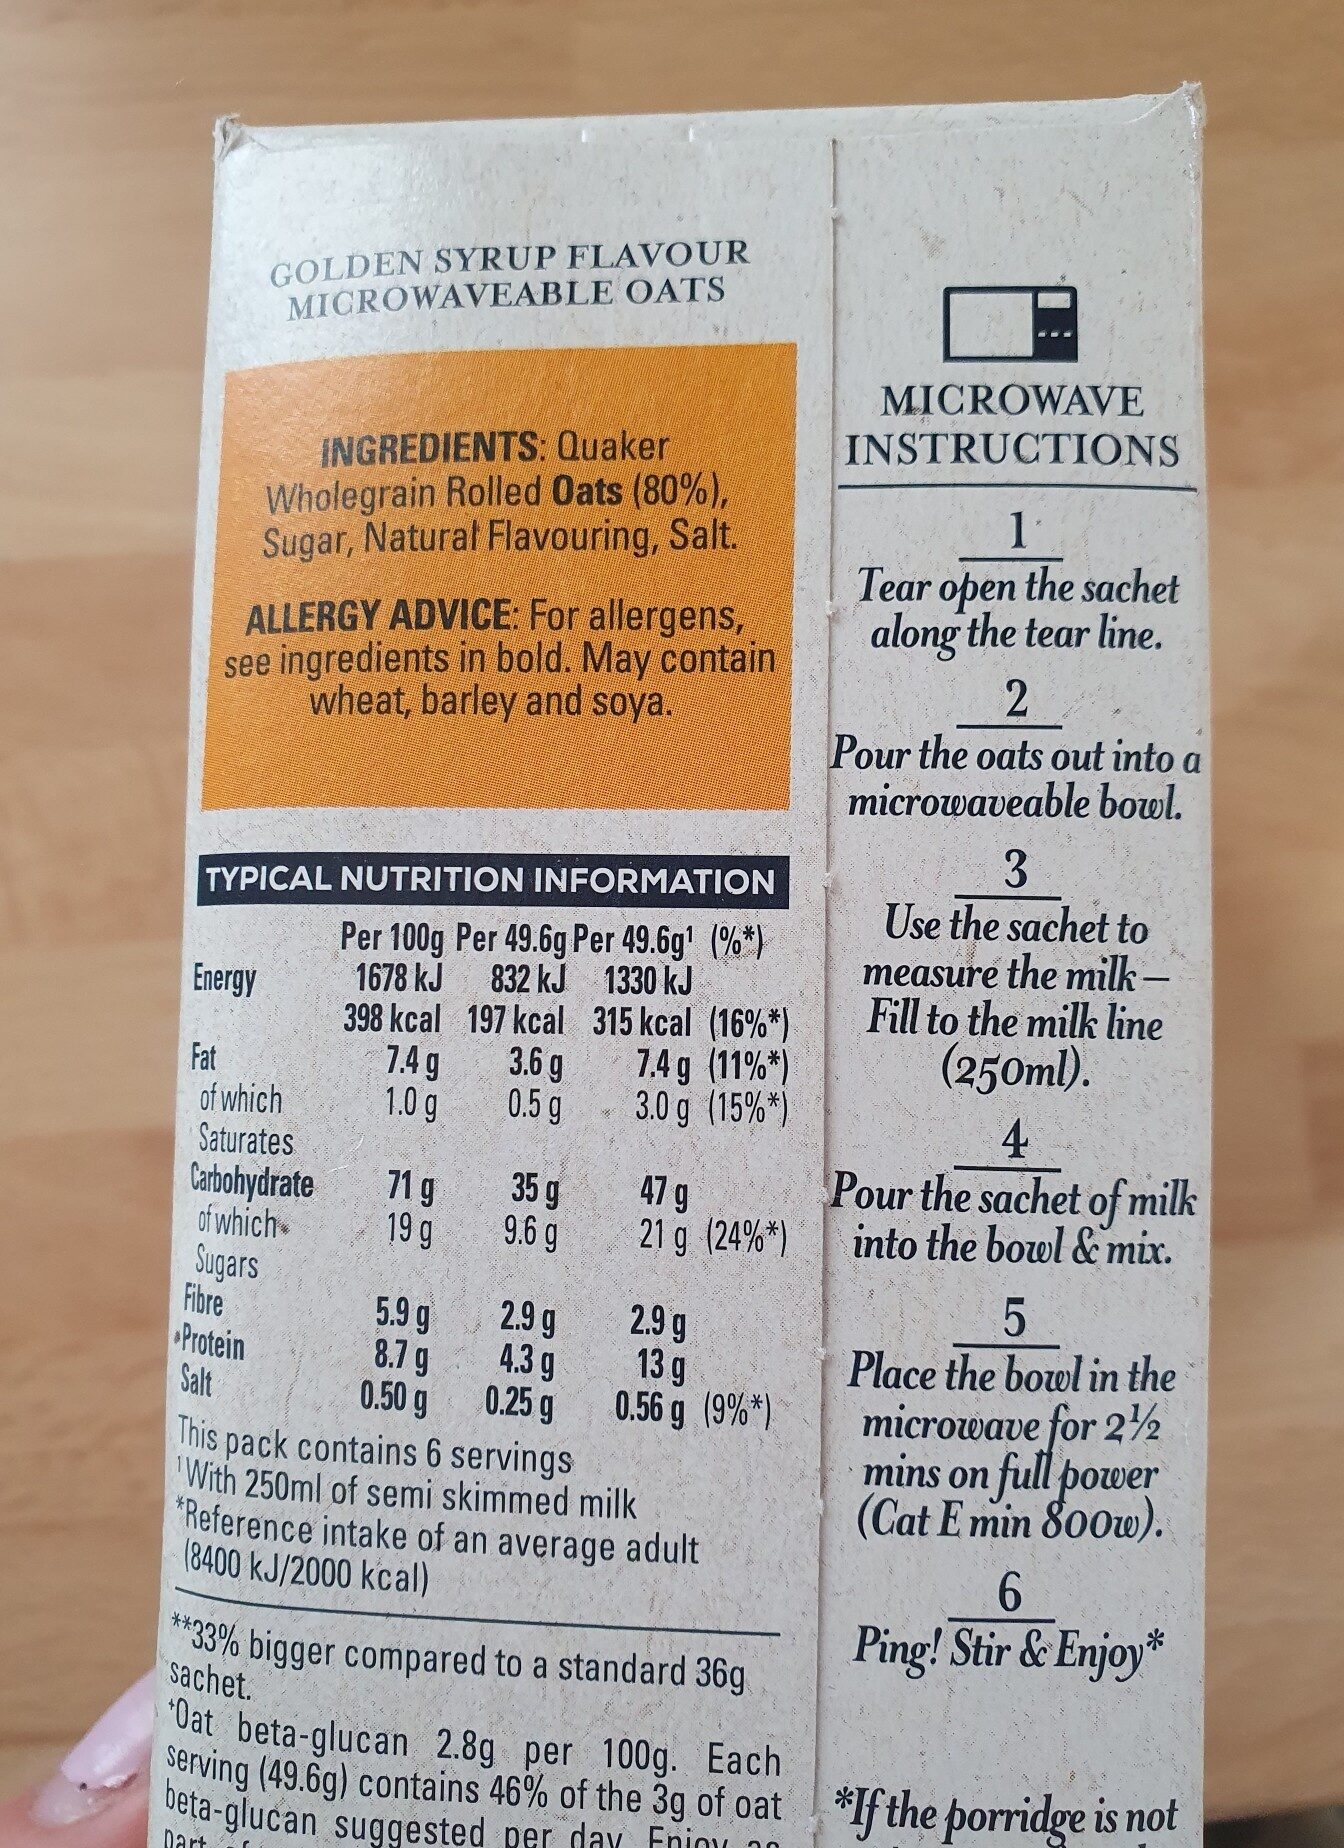 GOLDEN SYRUP FLAVOUR
MICROWAVEABLE OATS
INGREDIENTS: Quaker
Wholegrain Rolled Oats (80%),
Sugar, Natural Flavouring, Salt.
ALLERGY ADVICE: For allergens,
see ingredients in bold. May contain
wheat, barley and soya.
TYPICAL NUTRITION INFORMATION
Per 100g Per 49.6g Per 49.6g¹ (%*)
Energy 1678 kJ 832 kJ 1330 kJ
398 kcal 197 kcal 315 kcal (16%*)
Fat 7.4 g 3.6 g 7.4 g (11%*)
of which 1.0 g 0.5 g 3.0 g (15%*)
Saturates
Carbohydrate 71 g 35 g 47 g
of which 19 g 9.6 g 21 g (24%*)
Sugars
Fibre 5.9 g 2.9 g 2.9 g
Protein 8.7 g 4.3 g 13 g
Salt 0.50 g 0.25 g 0.56 g (9%*)
This pack contains 6 servings
¹With 250ml of semi skimmed milk
*Reference intake of an average adult
(8400 kJ/2000 kcal)
**33% bigger compared to a standard 36g
sachet.
⁺Oat beta-glucan 2.8g per 100g. Each
serving (49.6g) contains 46% of the 3g of oat
beta-glucan suggested per day. Enjoy as
part of
MICROWAVE
INSTRUCTIONS
1
Tear open the sachet
along the tear line.
2
Pour the oats out into a
microwaveable bowl.
3
Use the sachet to
measure the milk –
Fill to the milk line
(250ml).
4
Pour the sachet of milk
into the bowl & mix.
5
Place the bowl in the
microwave for 2½
mins on full power
(Cat E min 800w).
6
Ping! Stir & Enjoy*
*If the porridge is not